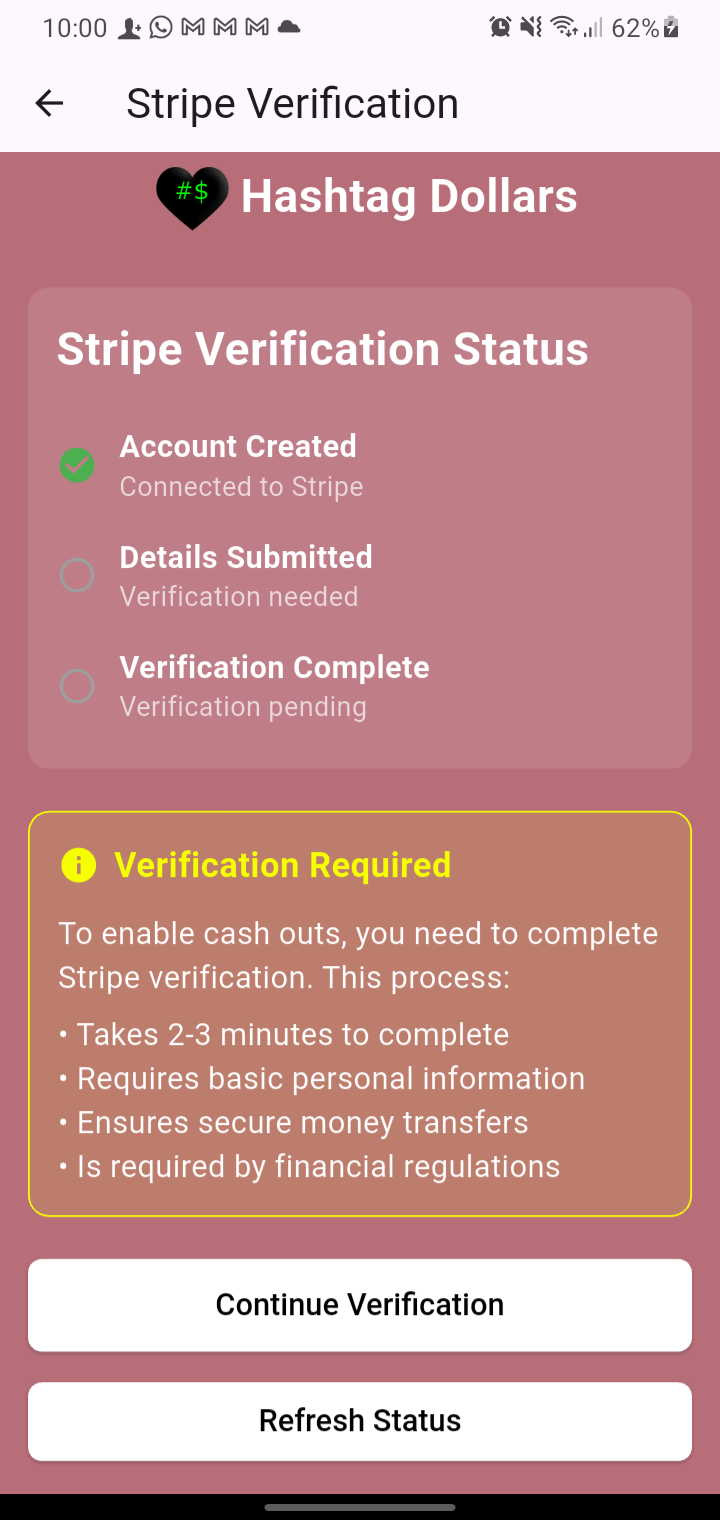 10:00
62%
Stripe Verification
#$ Hashtag Dollars
Stripe Verification Status
Account Created
Connected to Stripe
Details Submitted
Verification needed
Verification Complete
Verification pending
Verification Required
To enable cash outs, you need to complete
Stripe verification. This process:
• Takes 2-3 minutes to complete
• Requires basic personal information
• Ensures secure money transfers
• Is required by financial regulations
Continue Verification
Refresh Status